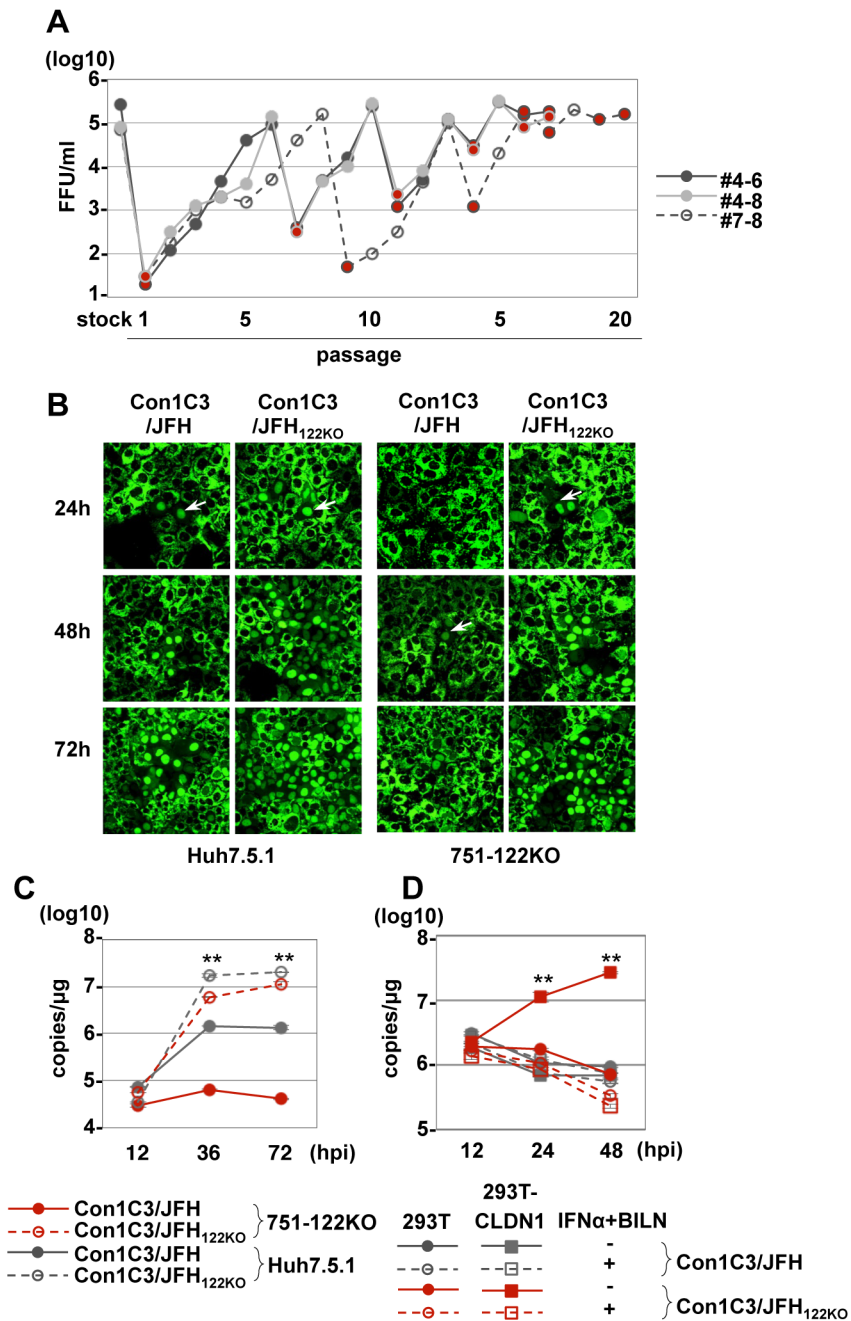 A
(log10)
6
5
4
3
2
1
FFU/ml
stock 1 5 10 5 20
passage
#4-6
#4-8
#7-8
B
Con1C3 Con1C3 Con1C3 Con1C3
/JFH /JFH122KO /JFH /JFH122KO
24h
48h
72h
Huh7.5.1 751-122KO
C
(log10)
8
7
6
5
4
copies/µg
** **
12 36 72 (hpi)
Con1C3/JFH
Con1C3/JFH122KO
751-122KO
Con1C3/JFH
Con1C3/JFH122KO
Huh7.5.1
D
(log10)
8
7
6
5
copies/µg
** **
12 24 48 (hpi)
293T-
293T CLDN1 IFNα+BILN
-
+
Con1C3/JFH
-
+
Con1C3/JFH122KO